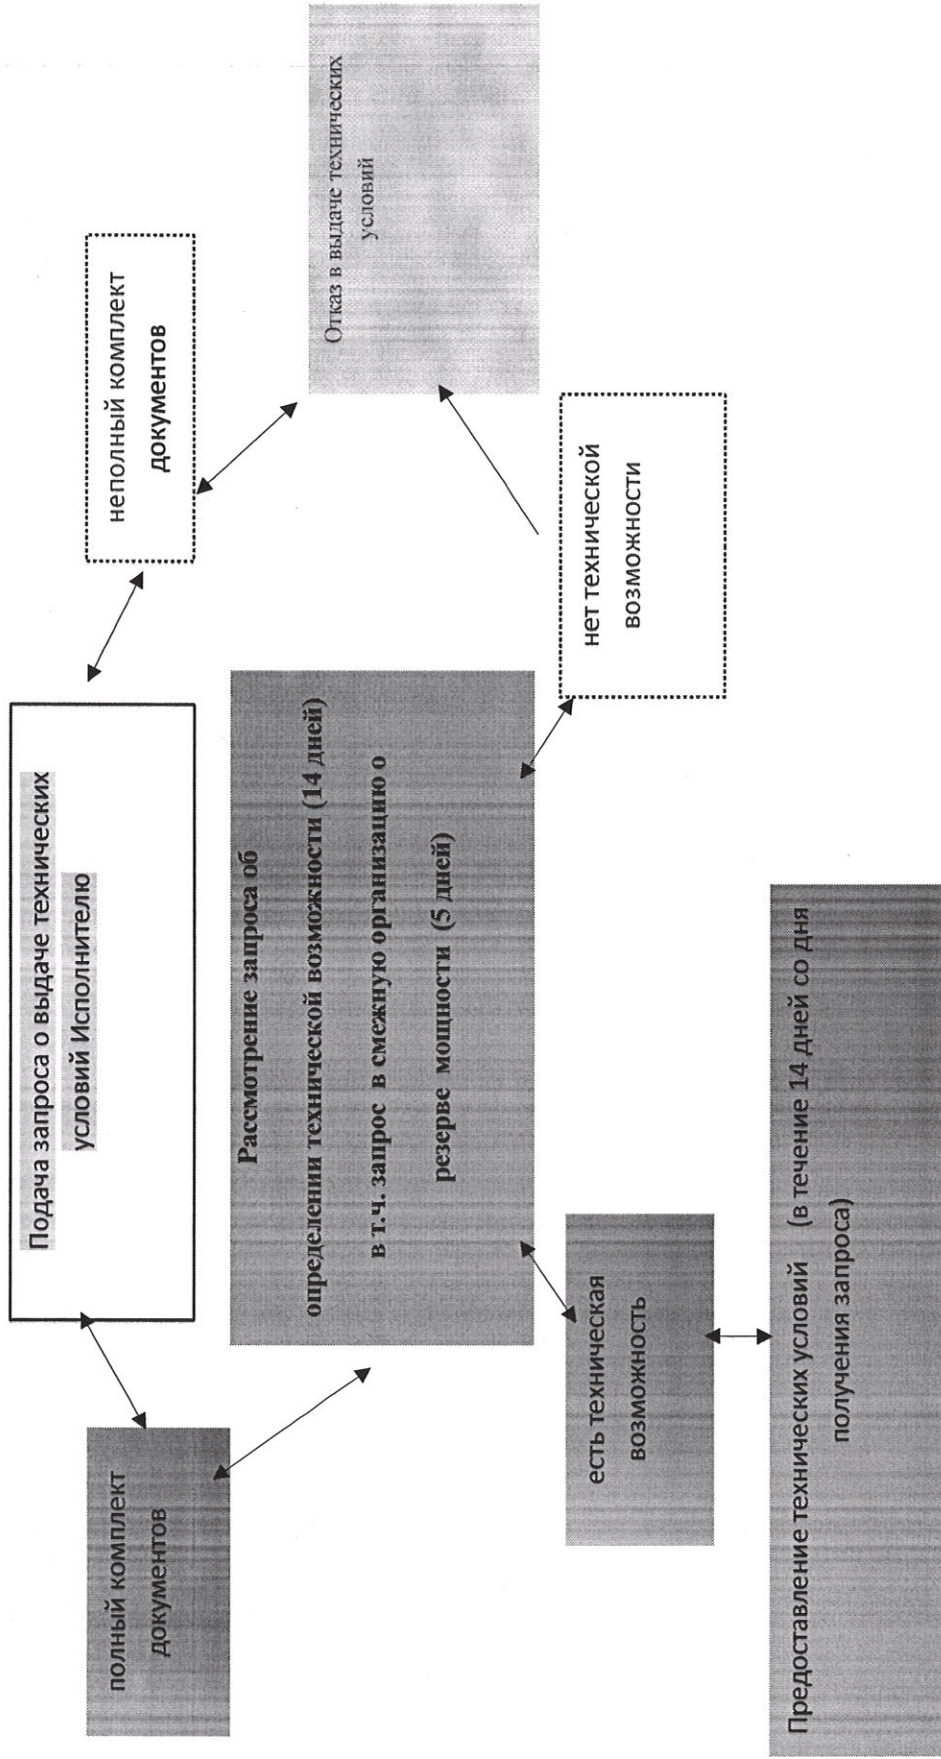 Подача запроса о выдаче технических
условий Исполнителю
полный комплект
документов
неполный комплект
документов
Рассмотрение запроса об
определении технической возможности (14 дней)
в т.ч. запрос в смежную организацию о
резерве мощности (5 дней)
Отказ в выдаче технических
условий
есть техническая
возможность
нет технической
возможности
Предоставление технических условий (в течение 14 дней со дня
получения запроса)